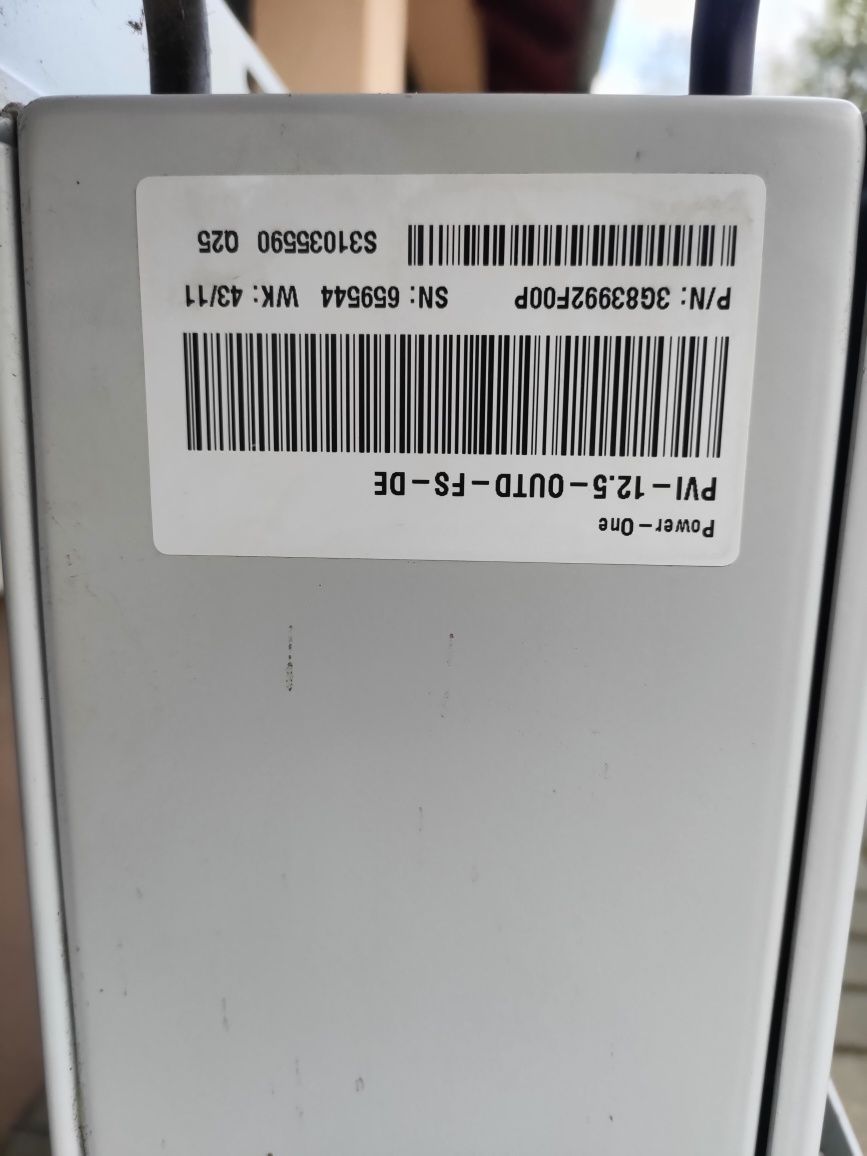 Power-One
PVI-12.5-OUTD-FS-DE
P/N: 3G83992F00P SN: 659544 WK: 43/11
S31035590 Q25